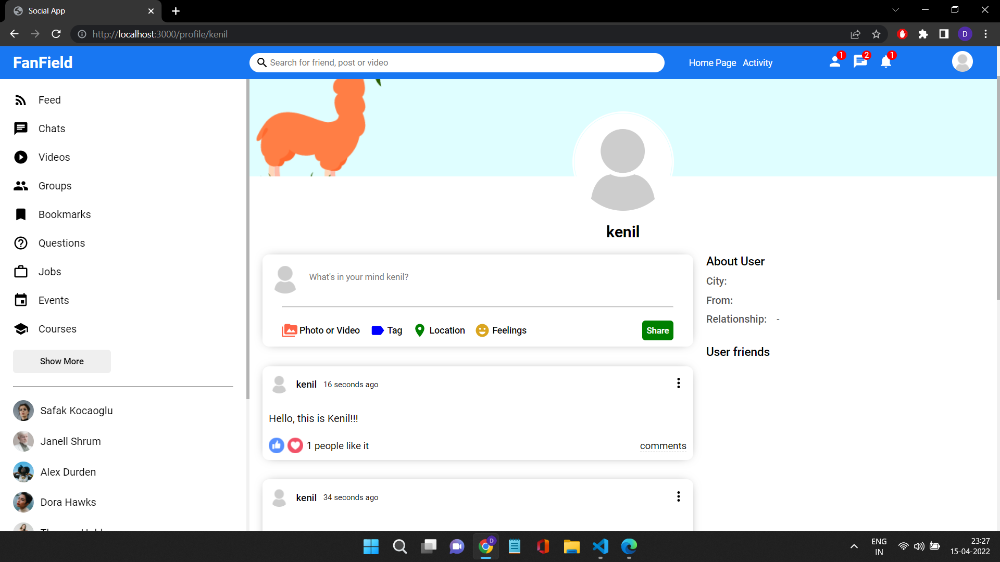 Social App
http://localhost:3000/profile/kenil
D
FanField
Search for friend, post or video
Home Page Activity
1
2
1
Feed
Chats
Videos
Groups
Bookmarks
Questions
Jobs
Events
Courses
Show More
Safak Kocaoglu
Janell Shrum
Alex Durden
Dora Hawks
kenil
What's in your mind kenil?
Photo or Video Tag Location Feelings Share
kenil 16 seconds ago
Hello, this is Kenil!!!
1 people like it comments
kenil 34 seconds ago
About User
City:
From:
Relationship: -
User friends
D
ENG
IN
23:27
15-04-2022